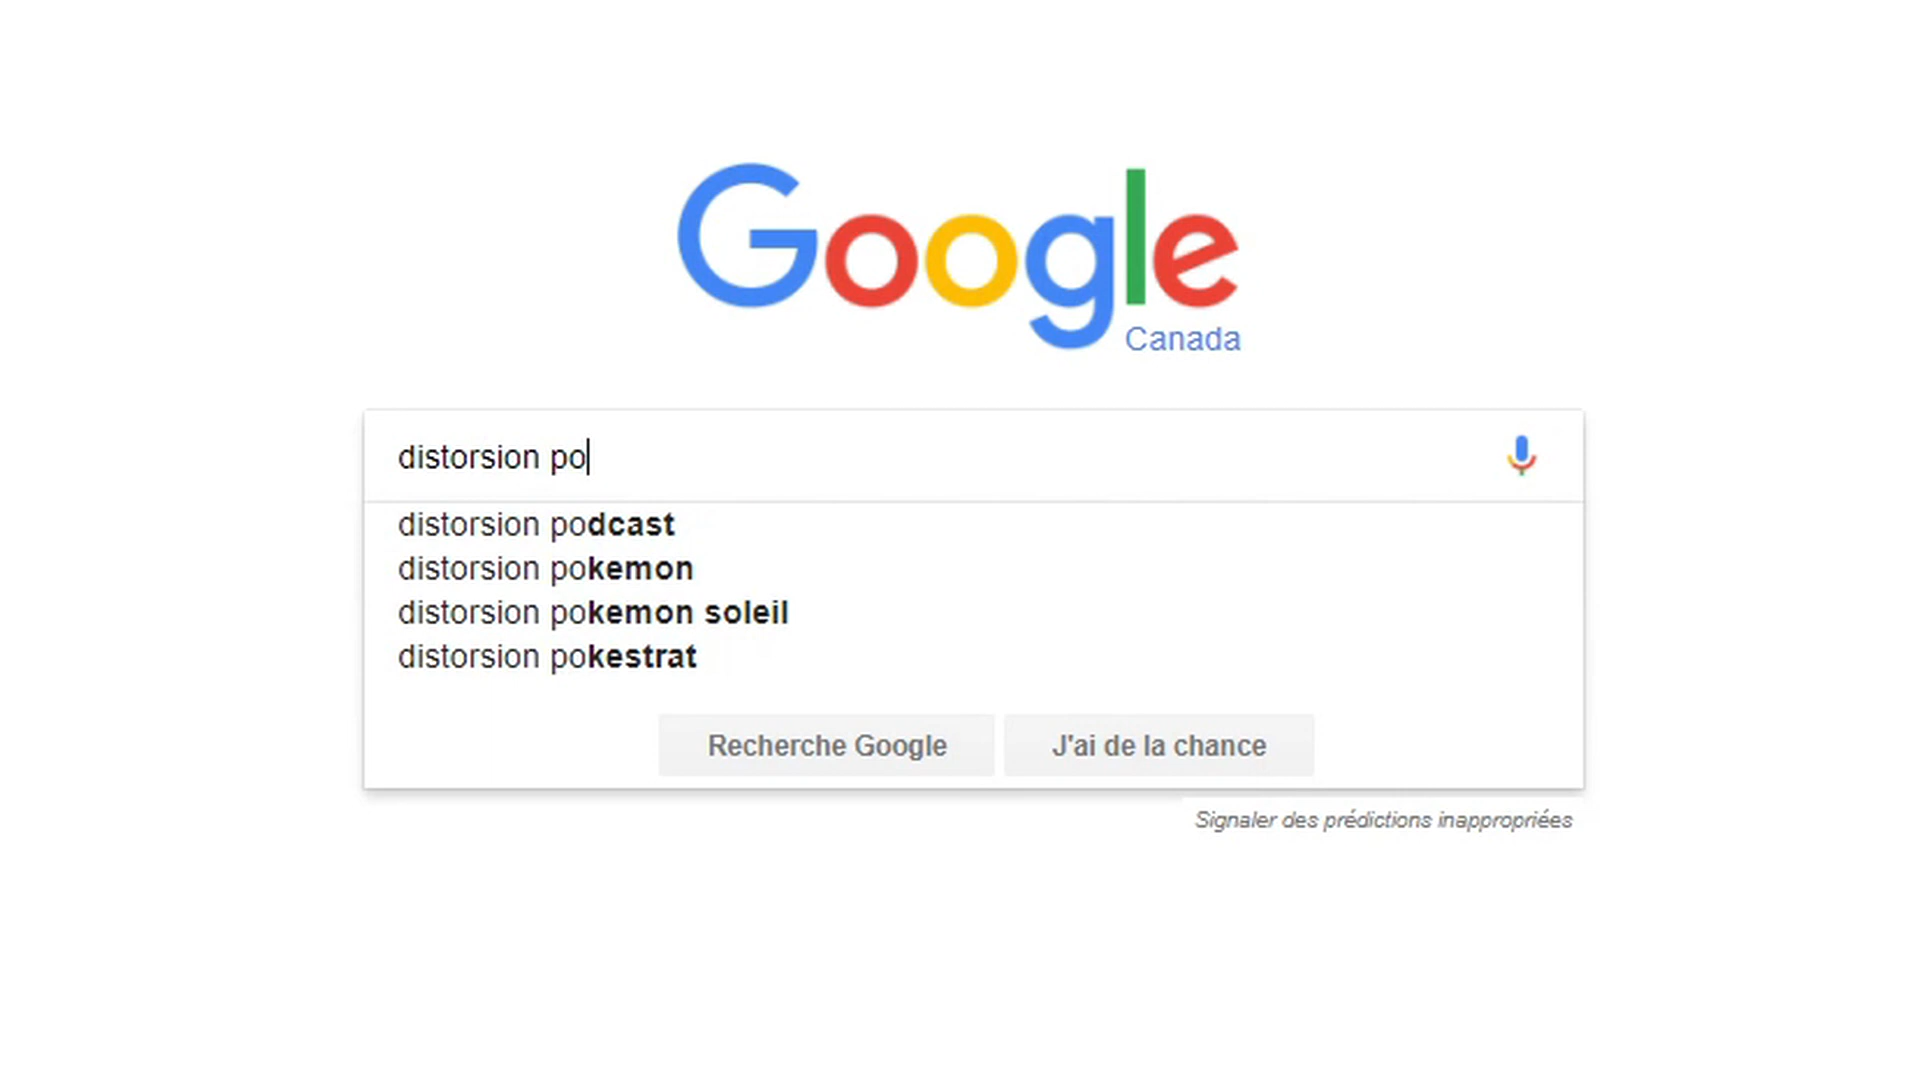 Google
Canada
distorsion po
distorsion podcast
distorsion pokemon
distorsion pokemon soleil
distorsion pokestrat
Recherche Google
J'ai de la chance
Signaler des prédictions inappropriées